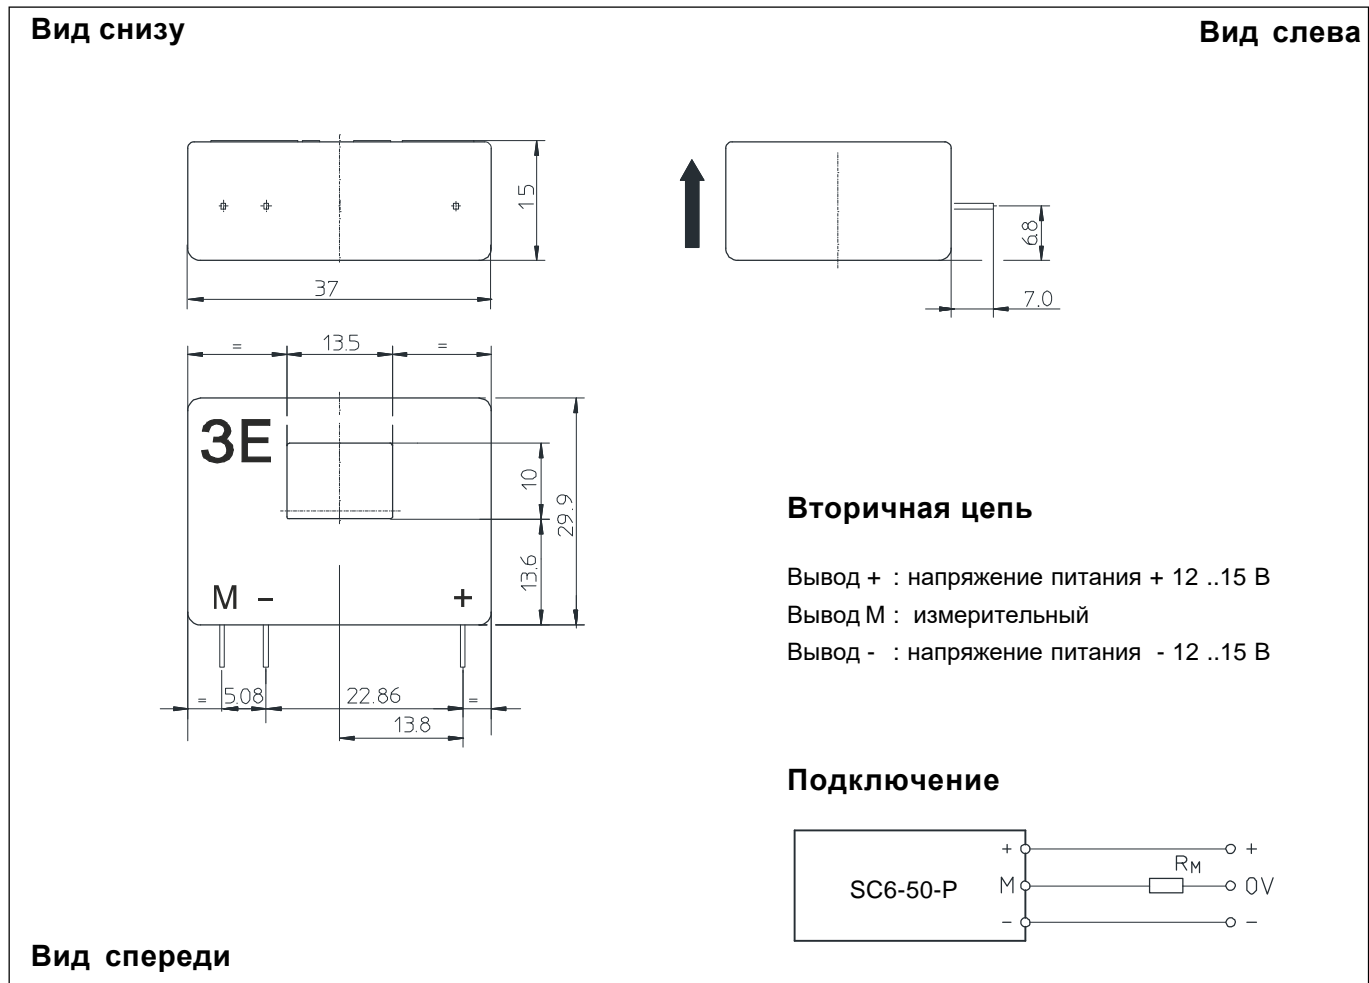 Вид снизу
Вид слева
15
37
6.8
7.0
= 13.5 =
3E
10
29.9
13.6
M - +
= 5.08 22.86 =
13.8
Вторичная цепь
Вывод + : напряжение питания + 12 ..15 В
Вывод М : измерительный
Вывод - : напряжение питания - 12 ..15 В
Подключение
SC6-50-P
+ +
M RM 0V
- -
Вид спереди